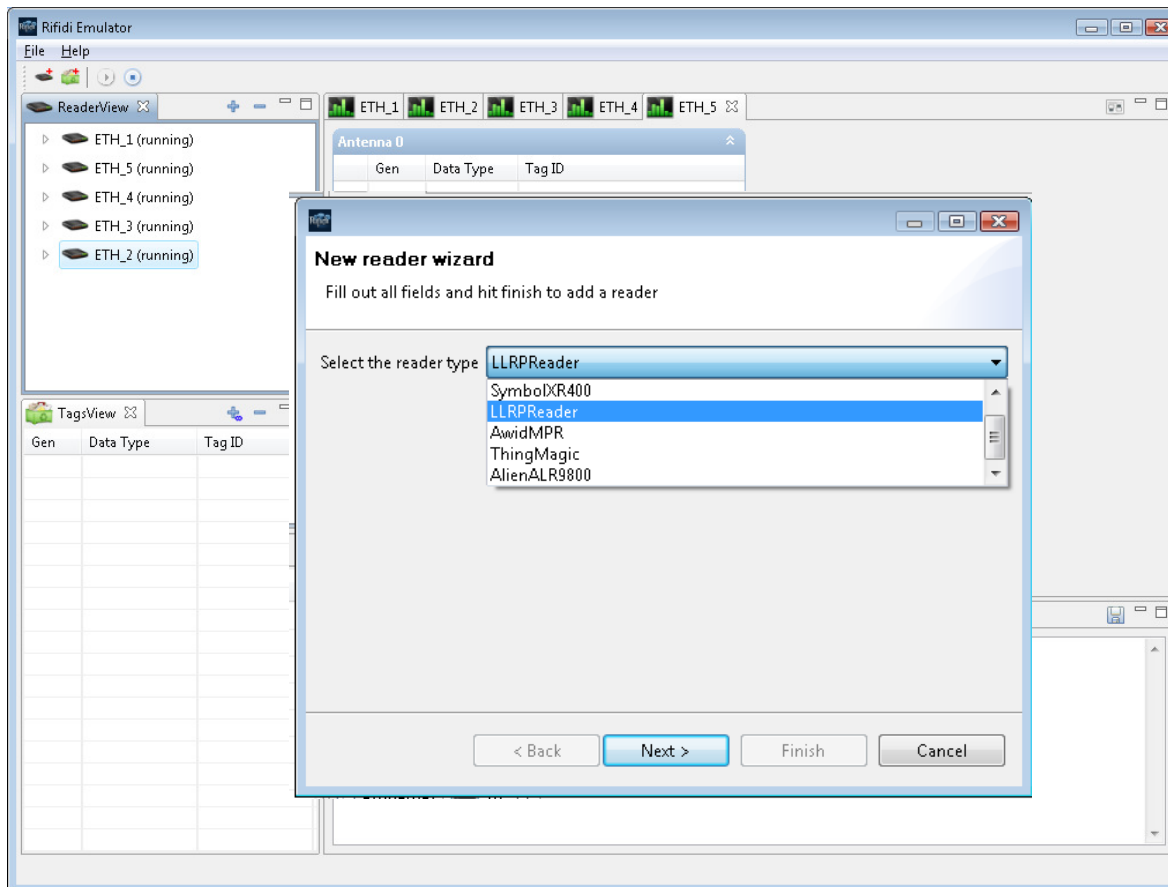 Rifidi Emulator
File Help
ReaderView
ETH_1 (running)
ETH_5 (running)
ETH_4 (running)
ETH_3 (running)
ETH_2 (running)
ETH_1 ETH_2 ETH_3 ETH_4 ETH_5
Antenna 0
Gen Data Type Tag ID
TagsView
Gen Data Type Tag ID
New reader wizard
Fill out all fields and hit finish to add a reader
Select the reader type LLRPReader
SymbolXR400
LLRPReader
AwidMPR
ThingMagic
AlienALR9800
< Back Next > Finish Cancel